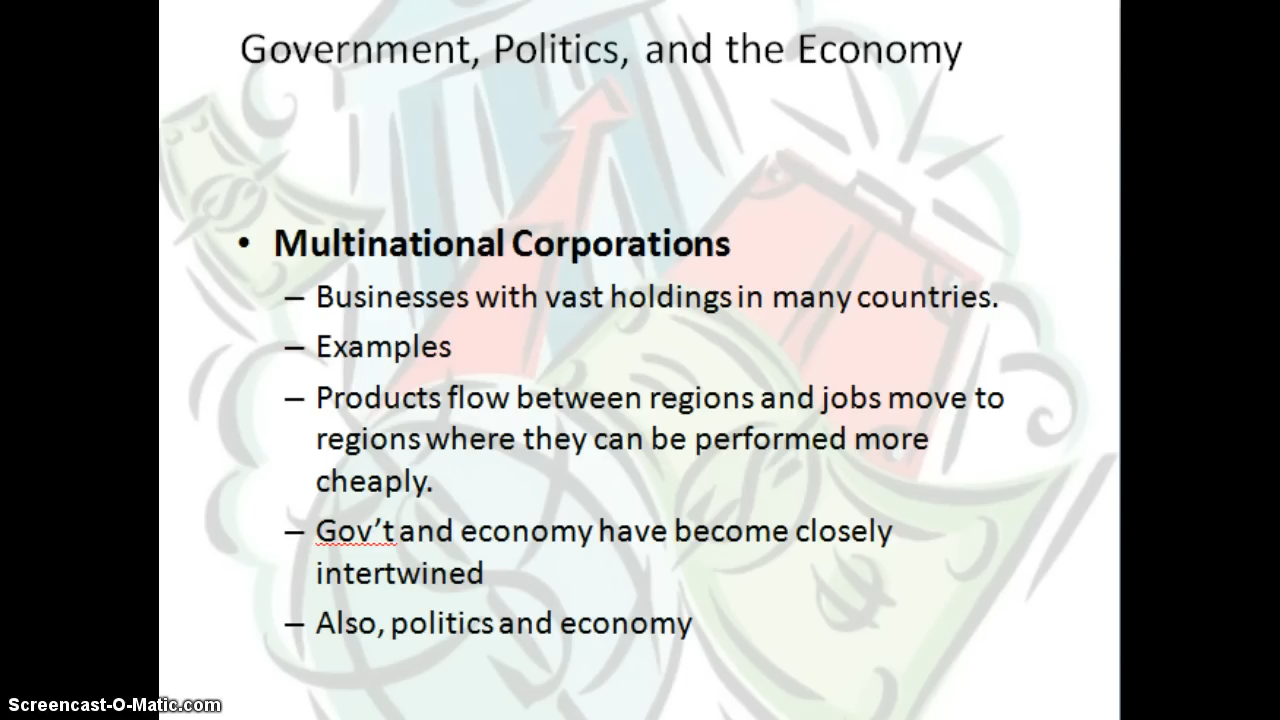 Government, Politics, and the Economy
• Multinational Corporations
– Businesses with vast holdings in many countries.
– Examples
– Products flow between regions and jobs move to
regions where they can be performed more
cheaply.
– Gov’t and economy have become closely
intertwined
– Also, politics and economy
Screencast-O-Matic.com